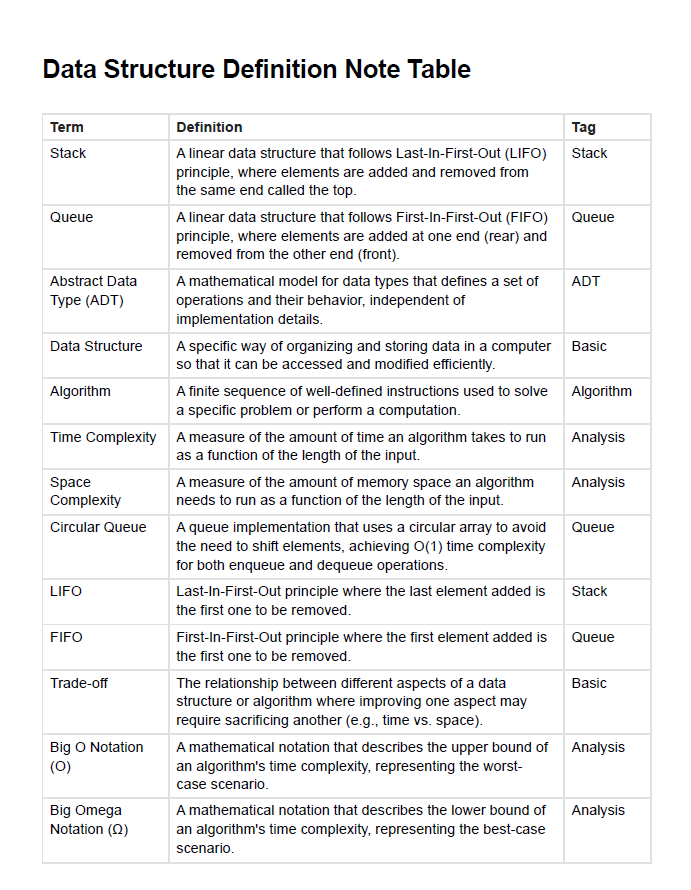 Data Structure Definition Note Table
Term Definition Tag
Stack A linear data structure that follows Last-In-First-Out (LIFO) Stack
principle, where elements are added and removed from
the same end called the top.
Queue A linear data structure that follows First-In-First-Out (FIFO) Queue
principle, where elements are added at one end (rear) and
removed from the other end (front).
Abstract Data A mathematical model for data types that defines a set of ADT
Type (ADT) operations and their behavior, independent of
implementation details.
Data Structure A specific way of organizing and storing data in a computer Basic
so that it can be accessed and modified efficiently.
Algorithm A finite sequence of well-defined instructions used to solve Algorithm
a specific problem or perform a computation.
Time Complexity A measure of the amount of time an algorithm takes to run Analysis
as a function of the length of the input.
Space A measure of the amount of memory space an algorithm Analysis
Complexity needs to run as a function of the length of the input.
Circular Queue A queue implementation that uses a circular array to avoid Queue
the need to shift elements, achieving O(1) time complexity
for both enqueue and dequeue operations.
LIFO Last-In-First-Out principle where the last element added is Stack
the first one to be removed.
FIFO First-In-First-Out principle where the first element added is Queue
the first one to be removed.
Trade-off The relationship between different aspects of a data Basic
structure or algorithm where improving one aspect may
require sacrificing another (e.g., time vs. space).
Big O Notation A mathematical notation that describes the upper bound of Analysis
(O) an algorithm's time complexity, representing the worst-
case scenario.
Big Omega A mathematical notation that describes the lower bound of Analysis
Notation (Ω) an algorithm's time complexity, representing the best-case
scenario.